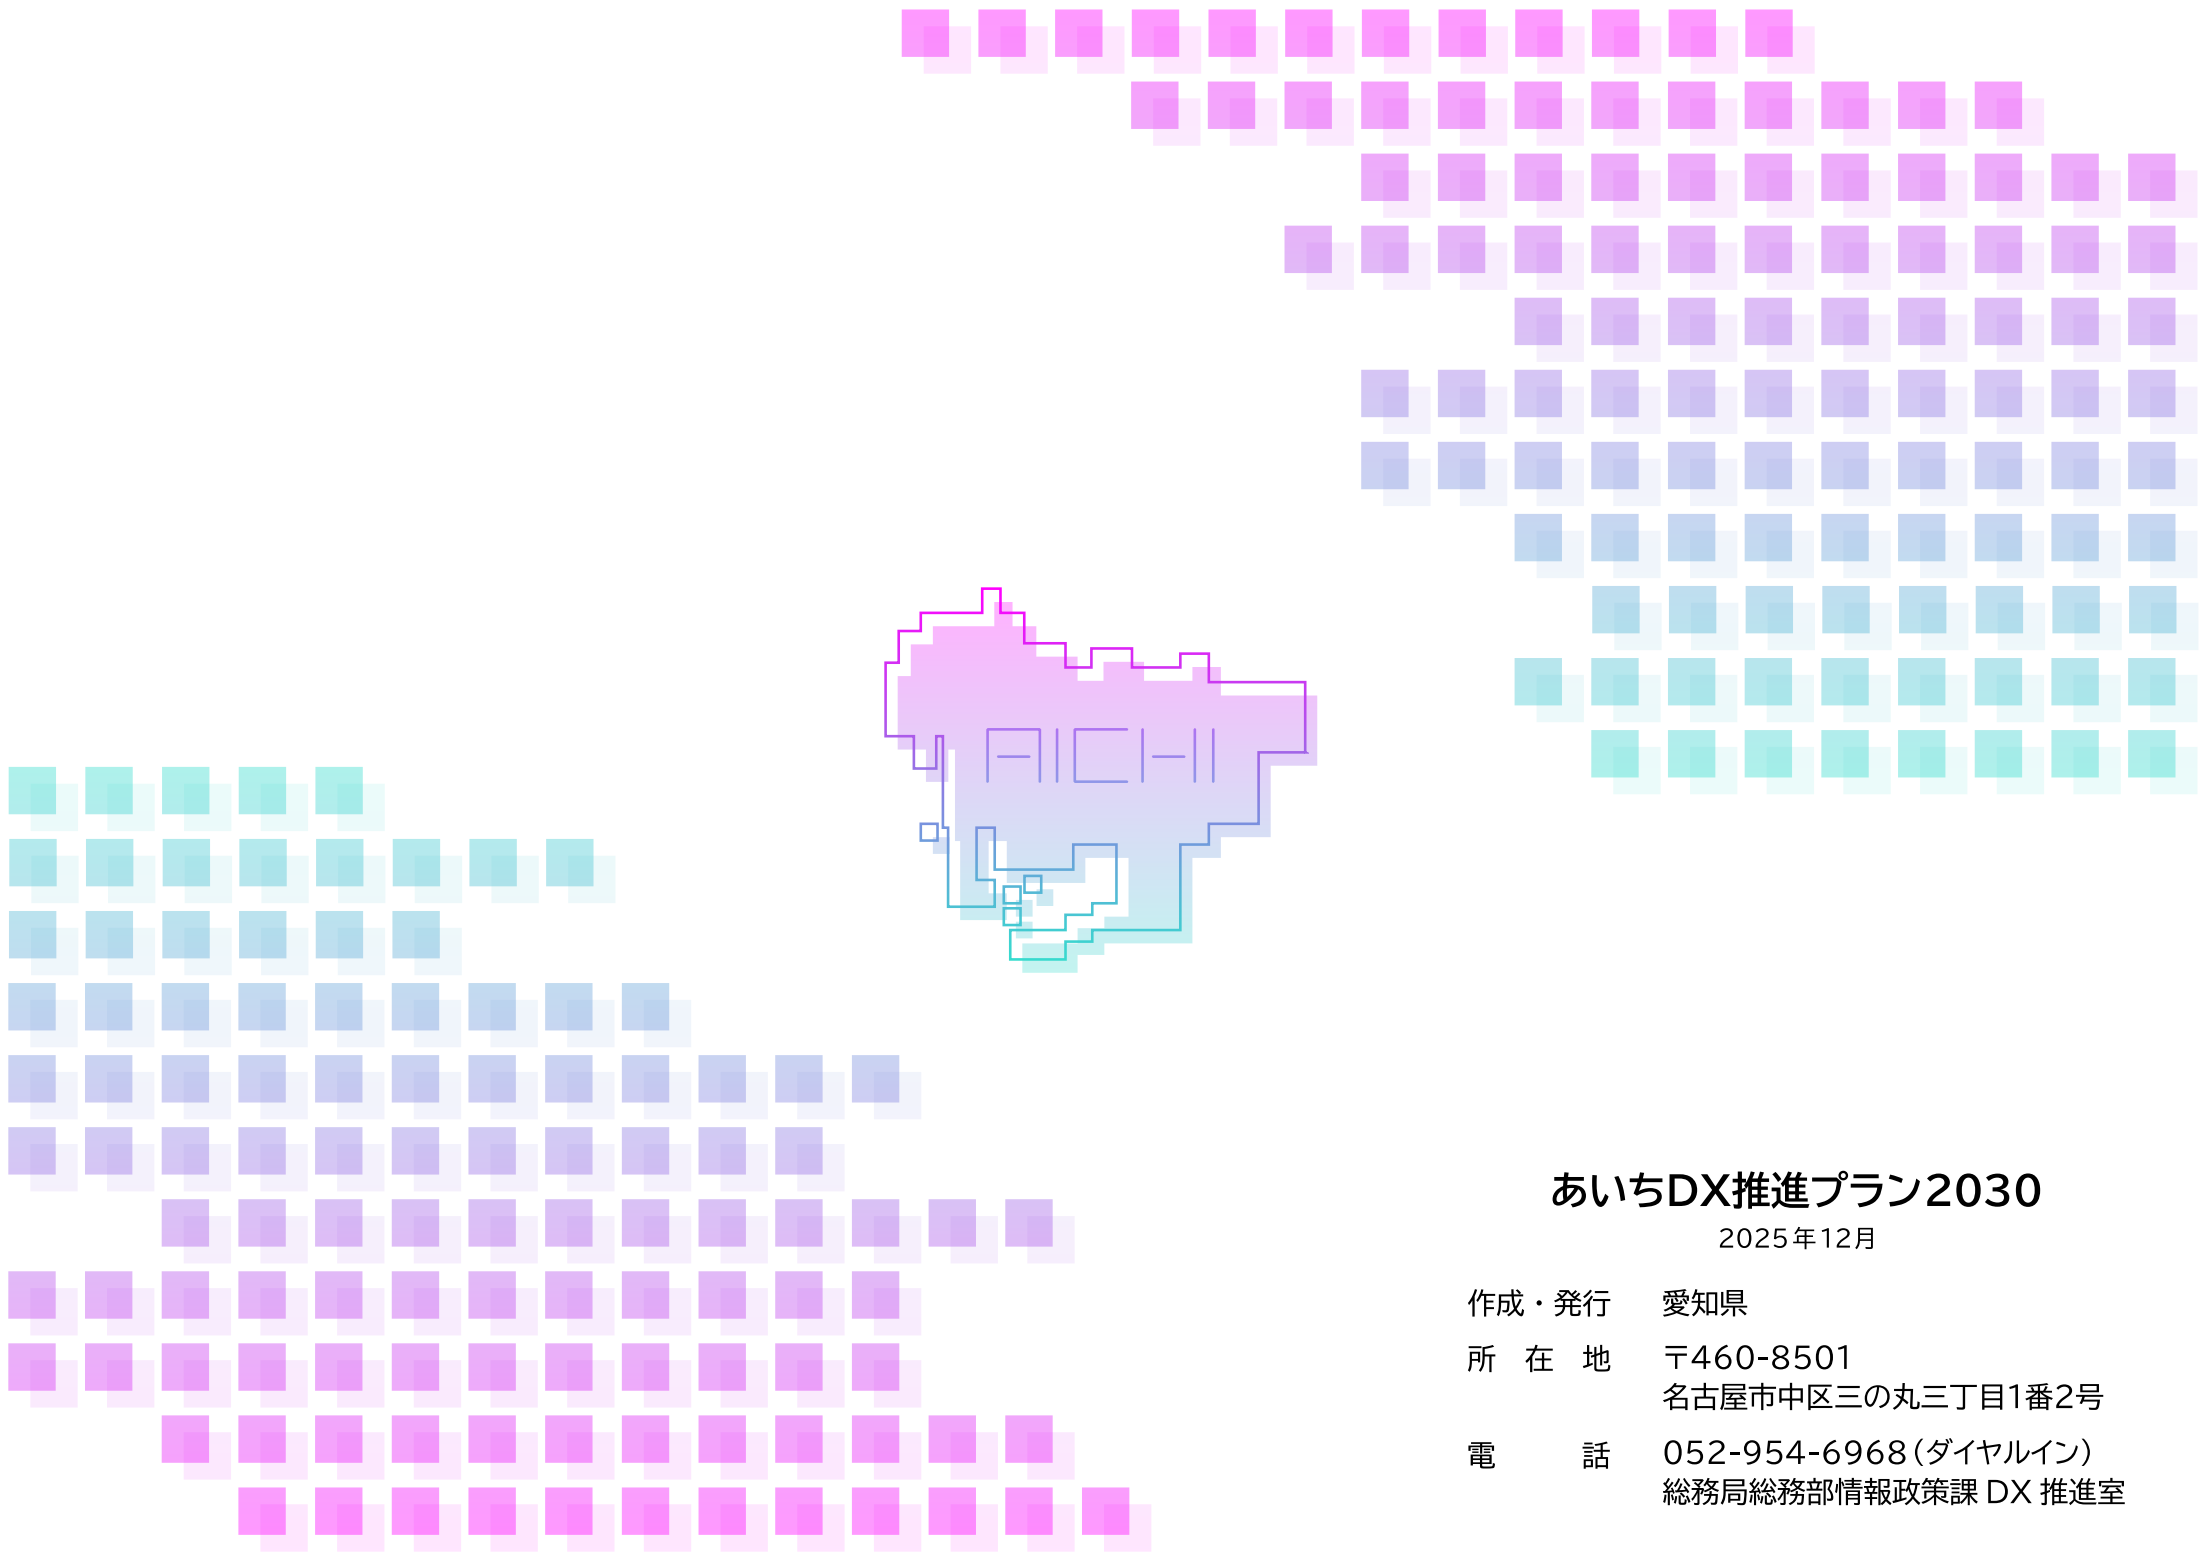 AICHI
あいちDX推進プラン2030
2025年12月
作成・発行 愛知県
所在地 〒460-8501
名古屋市中区三の丸三丁目1番2号
電話 052-954-6968(ダイヤルイン)
総務局総務部情報政策課 DX 推進室